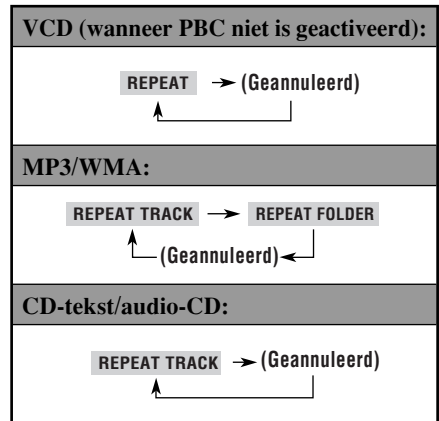 VCD (wanneer PBC niet is geactiveerd):
REPEAT (Geannuleerd)
MP3/WMA:
REPEAT TRACK REPEAT FOLDER
(Geannuleerd)
CD-tekst/audio-CD:
REPEAT TRACK (Geannuleerd)